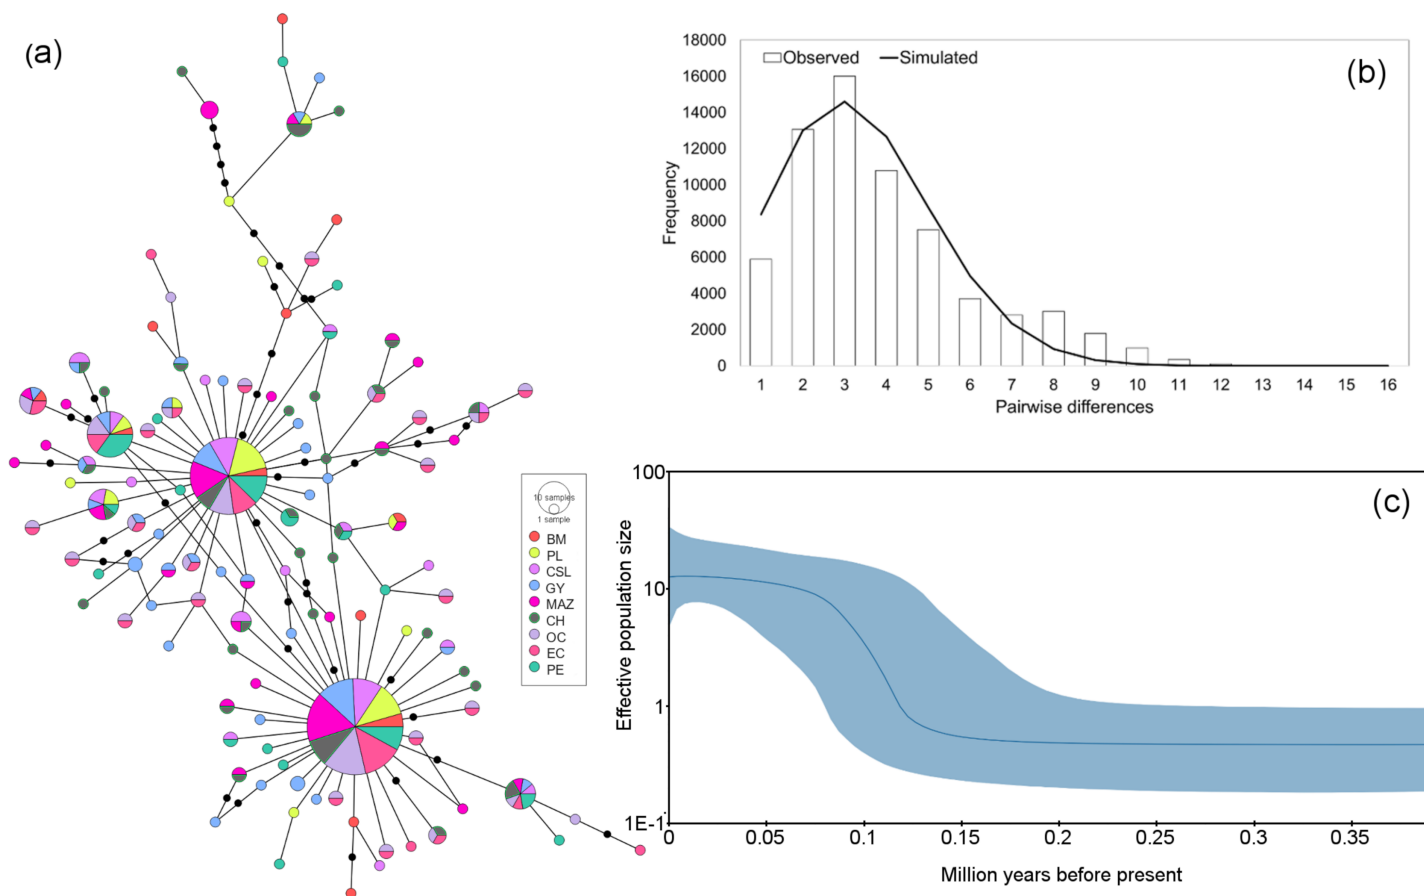 (a)
10 samples
1 sample
BM
PL
CSL
GY
MAZ
CH
OC
EC
PE
(b)
Observed
Simulated
Frequency
18000
16000
14000
12000
10000
8000
6000
4000
2000
0
1 2 3 4 5 6 7 8 9 10 11 12 13 14 15 16
Pairwise differences
(c)
Effective population size
100
10
1
1E-1
0 0.05 0.1 0.15 0.2 0.25 0.3 0.35
Million years before present